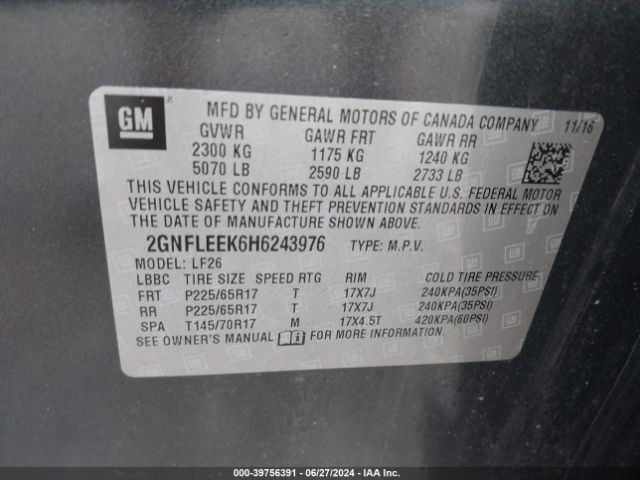 GM
MFD BY GENERAL MOTORS OF CANADA COMPANY 11/16
GVWR GAWR FRT GAWR RR
2300 KG 1175 KG 1240 KG
5070 LB 2590 LB 2733 LB
THIS VEHICLE CONFORMS TO ALL APPLICABLE U.S. FEDERAL MOTOR
VEHICLE SAFETY AND THEFT PREVENTION STANDARDS IN EFFECT ON
THE DATE OF MANUFACTURE SHOWN ABOVE.
2GNFLEEK6H6243976 TYPE: M.P.V.
MODEL: LF26
LBBC TIRE SIZE SPEED RTG RIM COLD TIRE PRESSURE
FRT P225/65R17 T 17X7J 240KPA(35PSI)
RR P225/65R17 T 17X7J 240KPA(35PSI)
SPA T145/70R17 M 17X4.5T 420KPA(60PSI)
SEE OWNER'S MANUAL FOR MORE INFORMATION.
000-39756391 - 06/27/2024 - IAA, Inc.